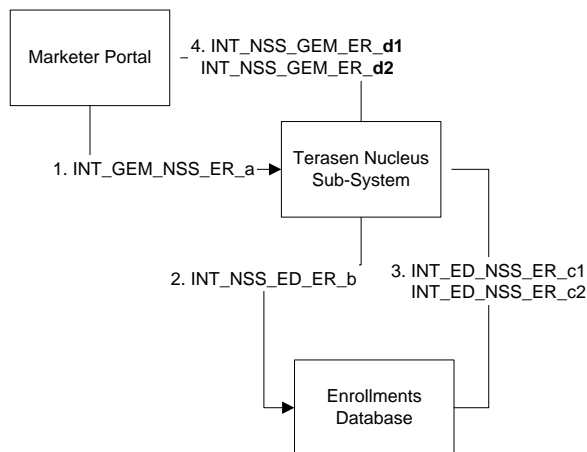 Marketer Portal
4. INT_NSS_GEM_ER_d1
INT_NSS_GEM_ER_d2
1. INT_GEM_NSS_ER_a
Terasen Nucleus
Sub-System
2. INT_NSS_ED_ER_b
3. INT_ED_NSS_ER_c1
INT_ED_NSS_ER_c2
Enrollments
Database